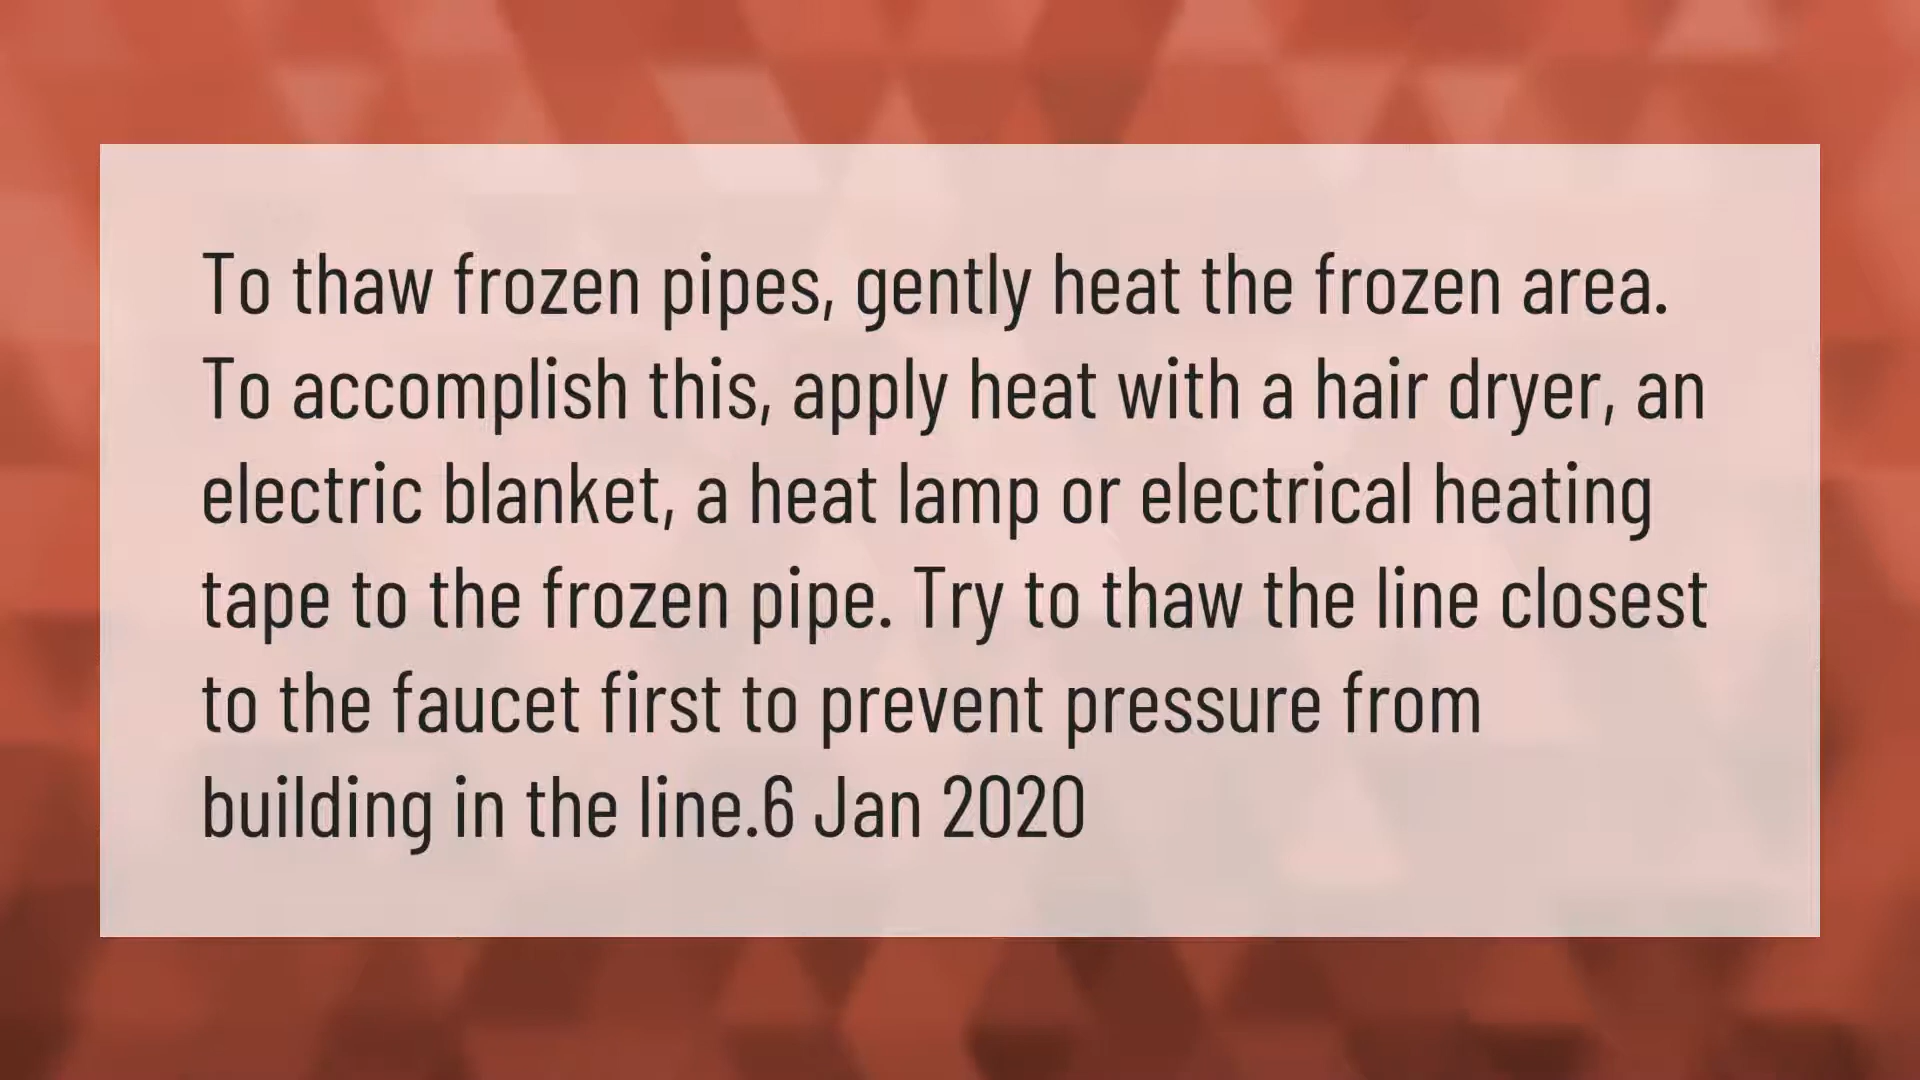 To thaw frozen pipes, gently heat the frozen area.
To accomplish this, apply heat with a hair dryer, an
electric blanket, a heat lamp or electrical heating
tape to the frozen pipe. Try to thaw the line closest
to the faucet first to prevent pressure from
building in the line.6 Jan 2020